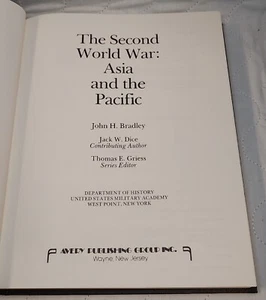 The Second
World War:
Asia
and the
Pacific
John H. Bradley
Jack W. Dice
Contributing Author
Thomas E. Griess
Series Editor
DEPARTMENT OF HISTORY
UNITED STATES MILITARY ACADEMY
WEST POINT, NEW YORK
AVERY PUBLISHING GROUP INC.
Wayne, New Jersey